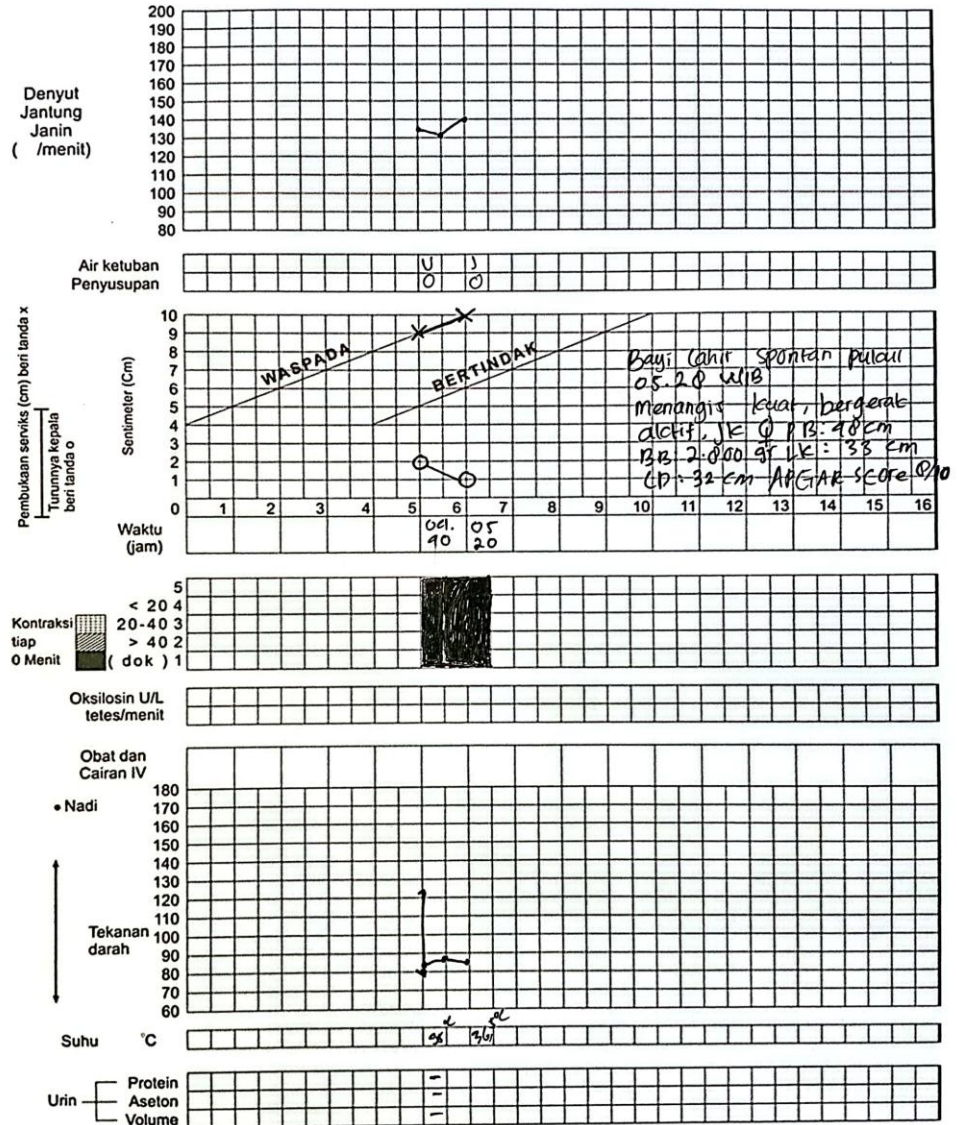 200
190
180
170
160
150
140
130
120
110
100
90
80
Denyut
Jantung
Janin
( /menit)
Air ketuban U J
Penyusupan 0 0
Pembukaan serviks (cm) beri tanda x
Turunnya kepala
beri tanda o
Sentimeter (Cm)
10
9
8
7
6
5
4
3
2
1
0
WASPADA
BERTINDAK
Bayi lahir spontan pukul
WIB
Menangis kuat, bergerak
aktif, JK PB: 48 cm
BB: 2.800 gr LK: 33 cm
LD: 32 cm APGAR SCORE
1 2 3 4 5 6 7 8 9 10 11 12 13 14 15 16
Waktu
(jam)
05
20
Kontraksi
tiap
0 Menit
5
< 20 4
20-40 3
> 40 2
( dok ) 1
Oksilosin U/L
tetes/menit
Obat dan
Cairan IV
• Nadi
Tekanan
darah
180
170
160
150
140
130
120
110
100
90
80
70
60
Suhu °C
Urin
Protein -
Aseton -
Volume -